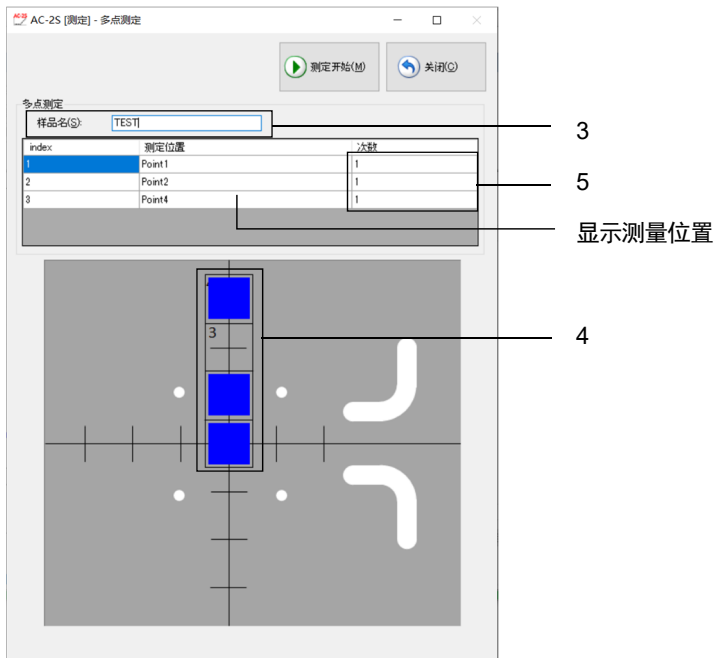 AC-2S [测定] - 多点测定
测定开始(M)
关闭(C)
多点测定
样品名(S): TEST
3
index 测定位置 次数
1 Point1 1
2 Point2 1
3 Point4 1
5
显示测量位置
3
4